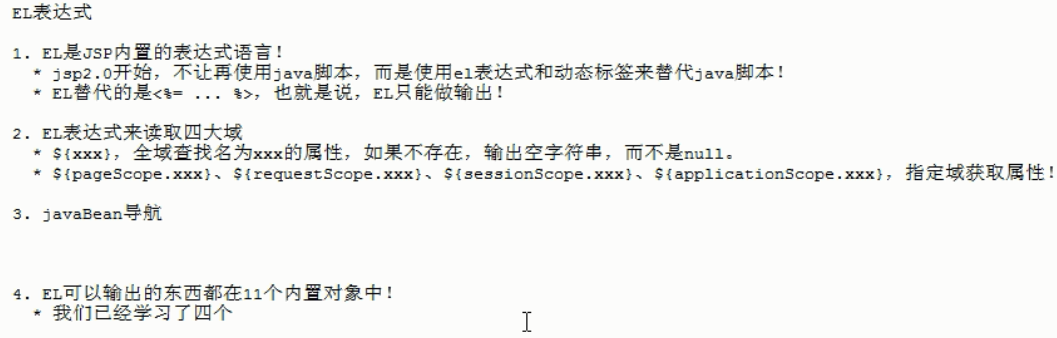 EL表达式
1. EL是JSP内置的表达式语言！
* jsp2.0开始，不让再使用java脚本，而是使用el表达式和动态标签来替代java脚本！
* EL替代的是<%= ... %>，也就是说，EL只能做输出！
2. EL表达式来读取四大域
* ${xxx}，全域查找名为xxx的属性，如果不存在，输出空字符串，而不是null。
* ${pageScope.xxx}、${requestScope.xxx}、${sessionScope.xxx}、${applicationScope.xxx}，指定域获取属性！
3. javaBean导航
4. EL可以输出的东西都在11个内置对象中！
* 我们已经学习了四个